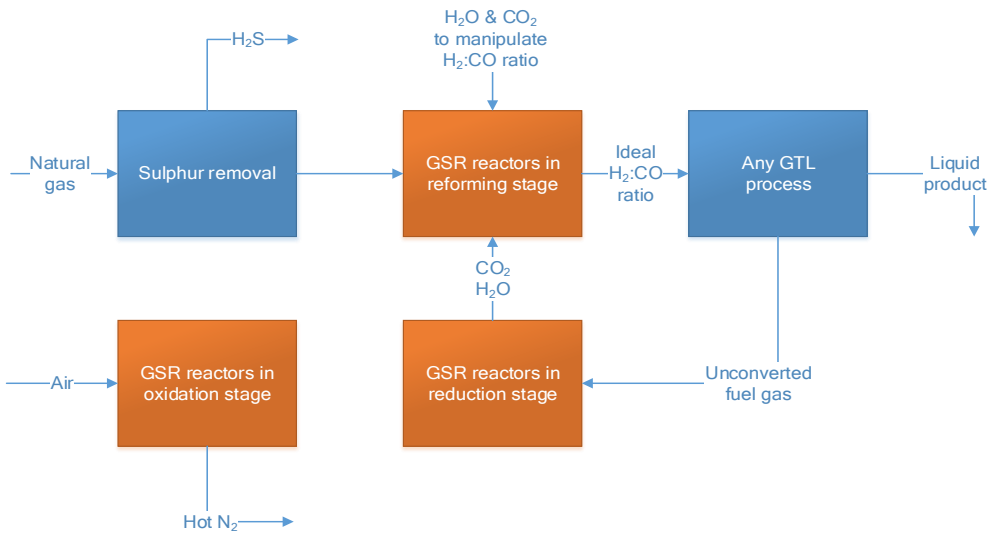 H₂S
H₂O & CO₂
to manipulate
H₂:CO ratio
Natural
gas
Sulphur removal
GSR reactors in
reforming stage
Ideal
H₂:CO
ratio
Any GTL
process
Liquid
product
CO₂
H₂O
Air
GSR reactors in
oxidation stage
GSR reactors in
reduction stage
Unconverted
fuel gas
Hot N₂